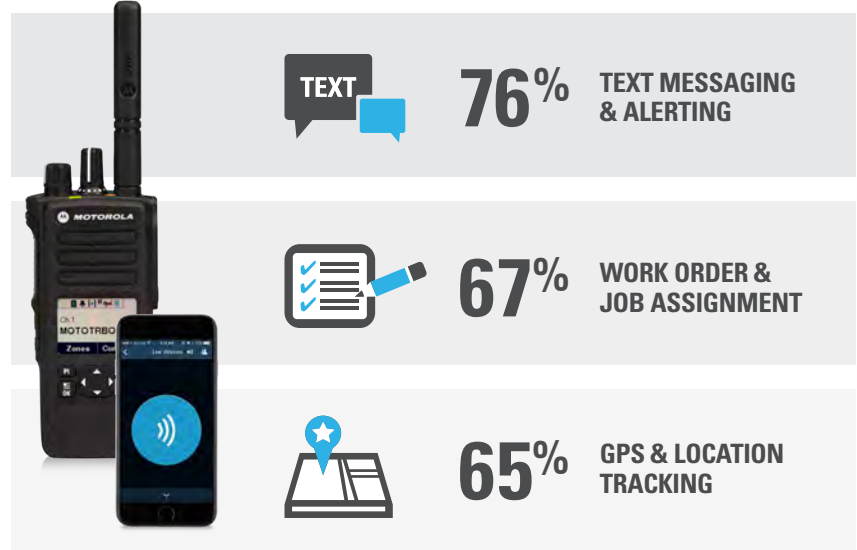 TEXT
76%
TEXT MESSAGING
& ALERTING
MOTOROLA
Ch 1
MOTOTRBO
Zones
67%
WORK ORDER &
JOB ASSIGNMENT
65%
GPS & LOCATION
TRACKING